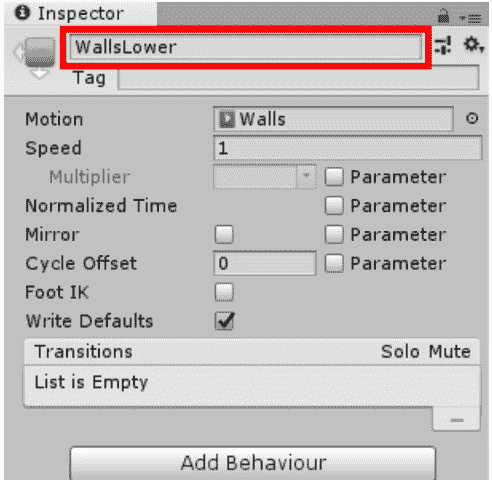 Inspector
WallsLower
Tag
Motion Walls
Speed 1
Multiplier Parameter
Normalized Time Parameter
Mirror Parameter
Cycle Offset 0 Parameter
Foot IK
Write Defaults
Transitions Solo Mute
List is Empty
Add Behaviour